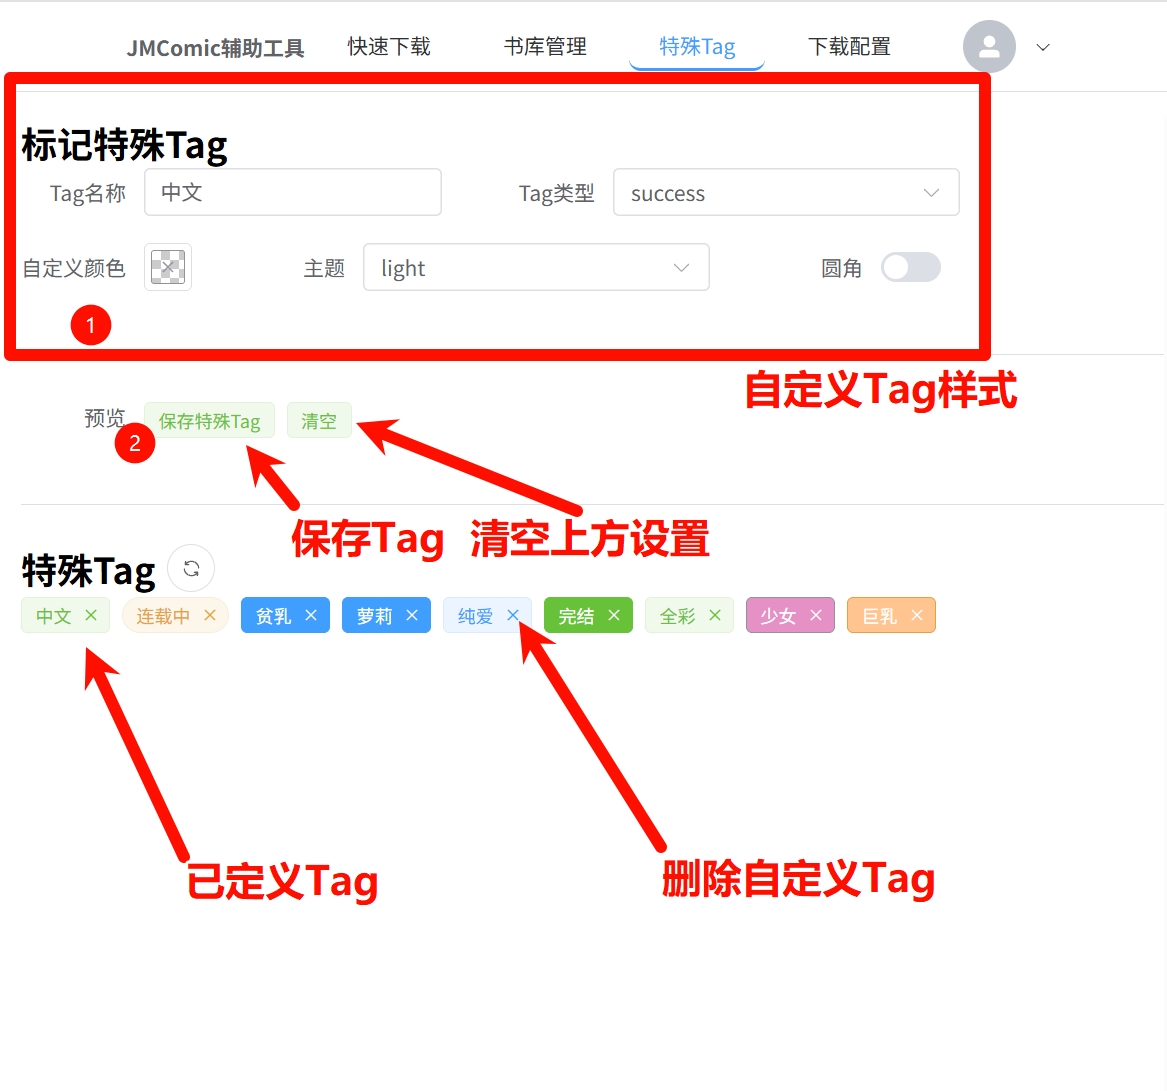 JMComic辅助工具 快速下载 书库管理 特殊Tag 下载配置
标记特殊Tag
Tag名称 中文 Tag类型 success
自定义颜色 主题 light 圆角
1
自定义Tag样式
预览 保存特殊Tag 清空
2
保存Tag 清空上方设置
特殊Tag
中文 连载中 贫乳 萝莉 纯爱 完结 全彩 少女 巨乳
已定义Tag 删除自定义Tag